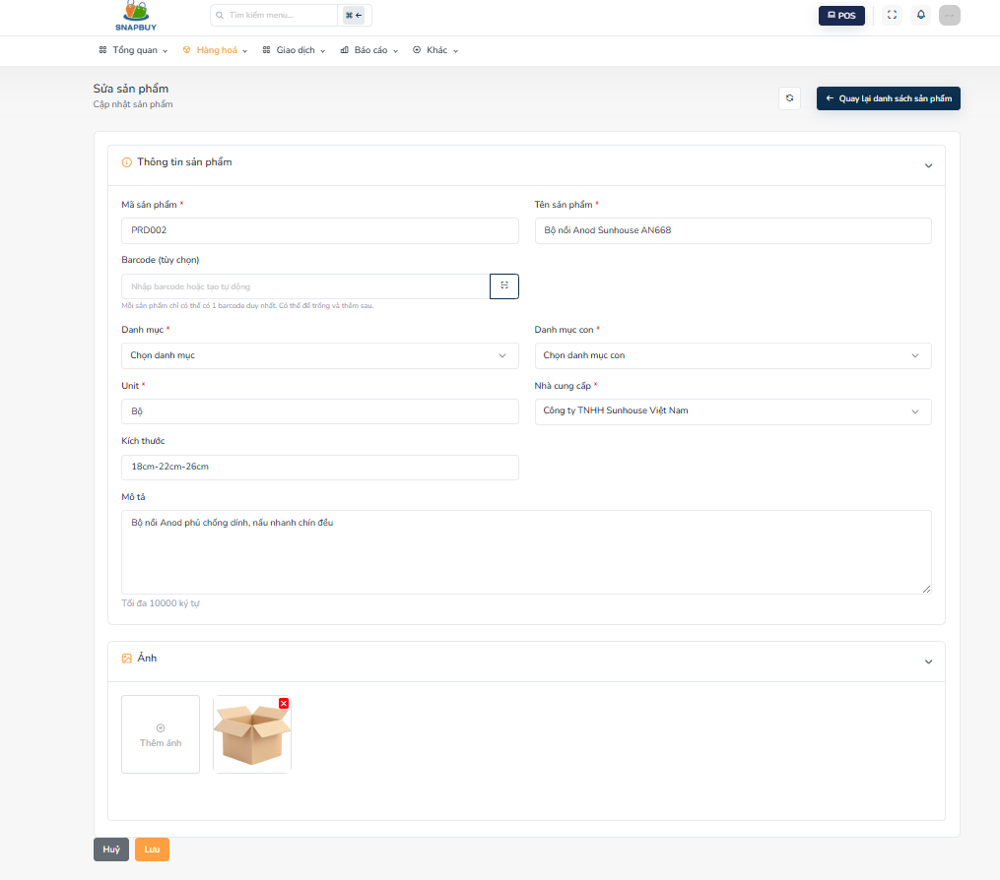 SNAPBUY
Tìm kiếm menu...
⌘ ←
POS
Tổng quan
Hàng hoá
Giao dịch
Báo cáo
Khác
Sửa sản phẩm
Cập nhật sản phẩm
← Quay lại danh sách sản phẩm
Thông tin sản phẩm
Mã sản phẩm *
Tên sản phẩm *
PRD002
Bộ nồi Anod Sunhouse AN668
Barcode (tùy chọn)
Nhập barcode hoặc tạo tự động
Mỗi sản phẩm chỉ có thể có 1 barcode duy nhất. Có thể để trống và thêm sau.
Danh mục *
Danh mục con *
Chọn danh mục
Chọn danh mục con
Unit *
Nhà cung cấp *
Bộ
Công ty TNHH Sunhouse Việt Nam
Kích thước
18cm-22cm-26cm
Mô tả
Bộ nồi Anod phủ chống dính, nấu nhanh chín đều
Tối đa 10000 ký tự
Ảnh
Thêm ảnh
Huỷ
Lưu